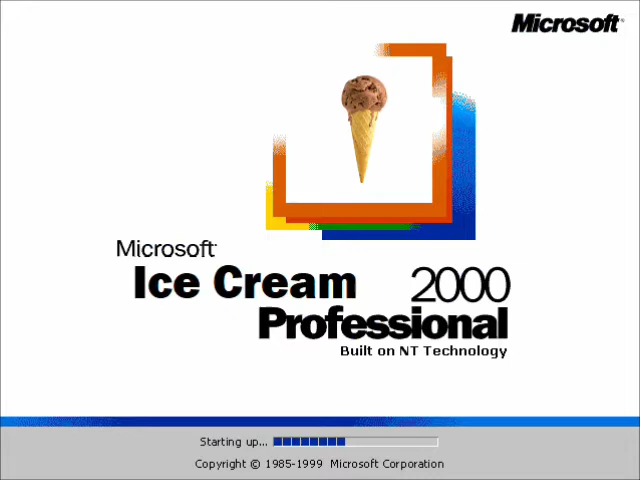 Microsoft
Microsoft
Ice Cream 2000
Professional
Built on NT Technology
Starting up...
Copyright © 1985-1999 Microsoft Corporation